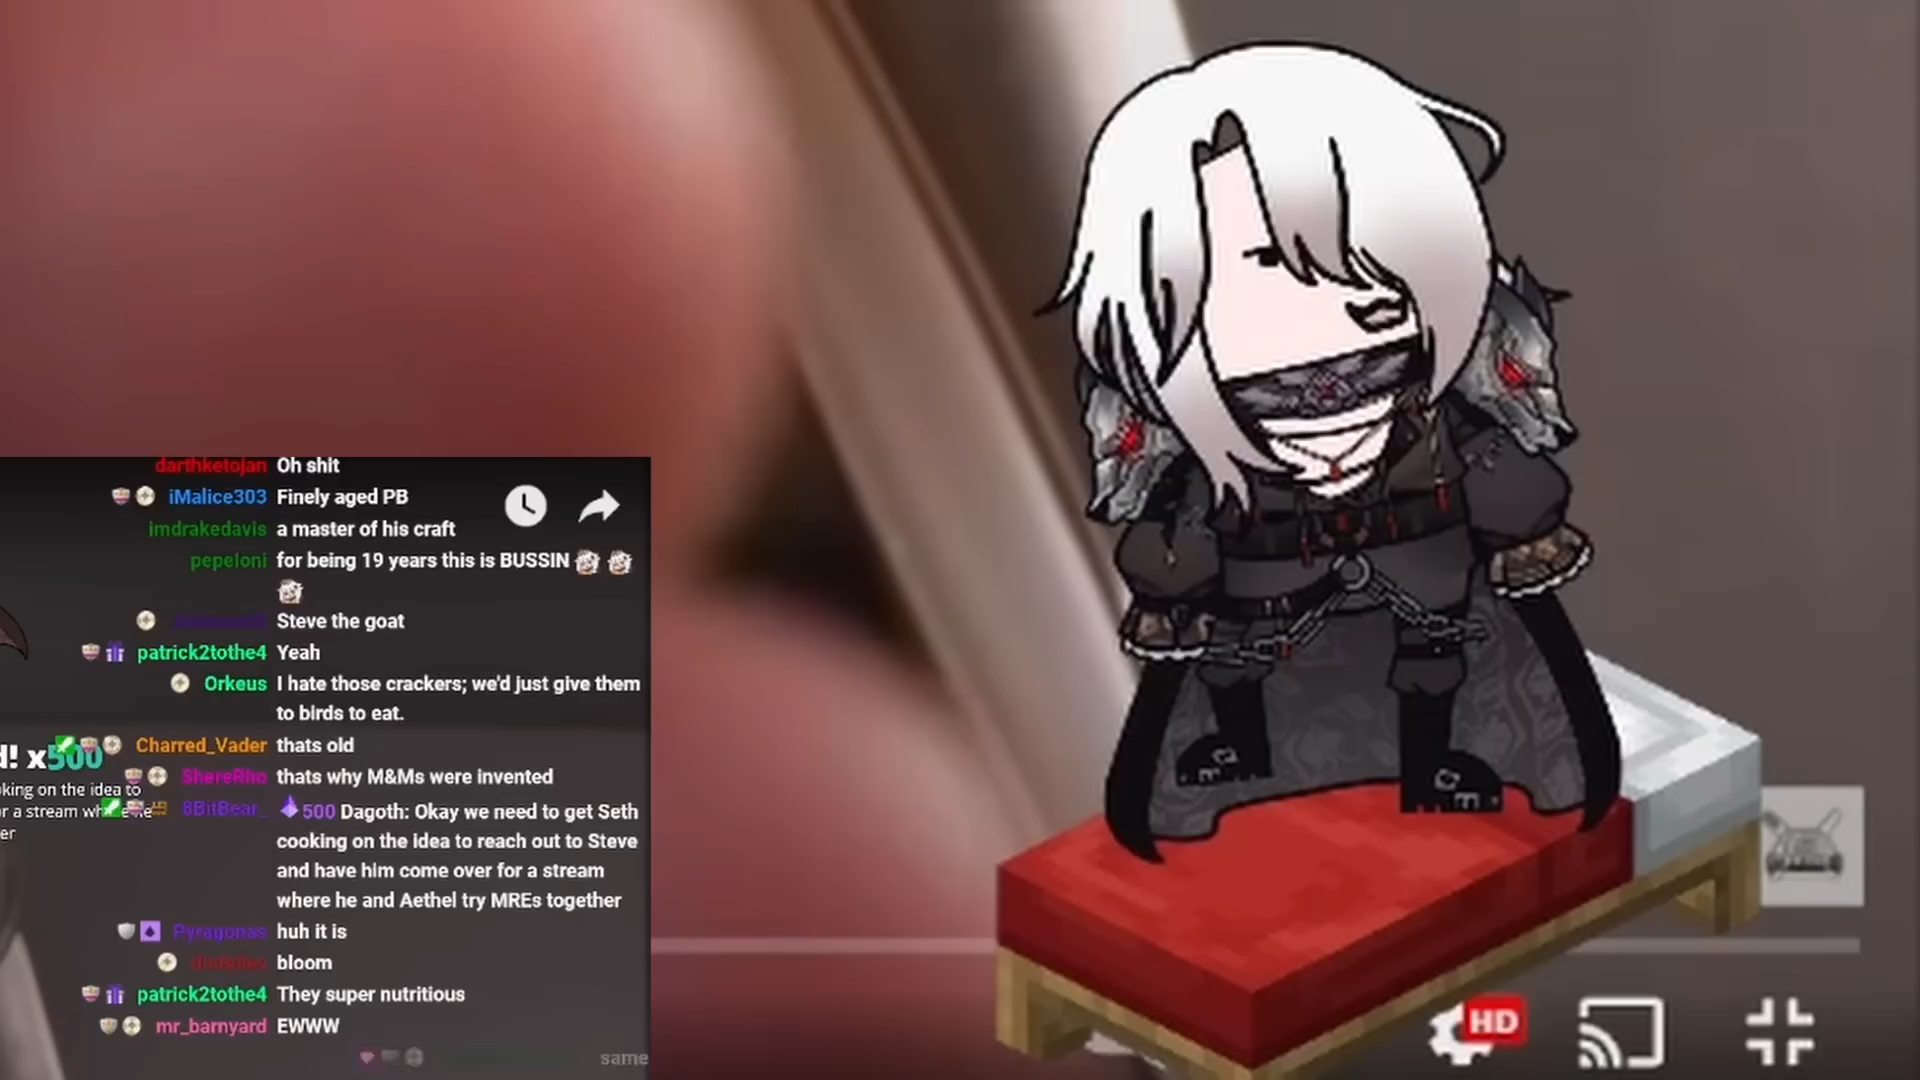 darthketojan Oh shit
iMalice303 Finely aged PB
imdrakedavis a master of his craft
pepeloni for being 19 years this is BUSSIN
Steve the goat
patrick2tothe4 Yeah
Orkeus I hate those crackers; we'd just give them
to birds to eat.
Charred_Vader thats old
ShereRho thats why M&Ms were invented
8BitBear_ 500 Dagoth: Okay we need to get Seth
cooking on the idea to reach out to Steve
and have him come over for a stream
where he and Aethel try MREs together
Pyragonas huh it is
bloom
patrick2tothe4 They super nutritious
mr_barnyard EWWW
same
d! x500
king on the idea to
or a stream
er
HD